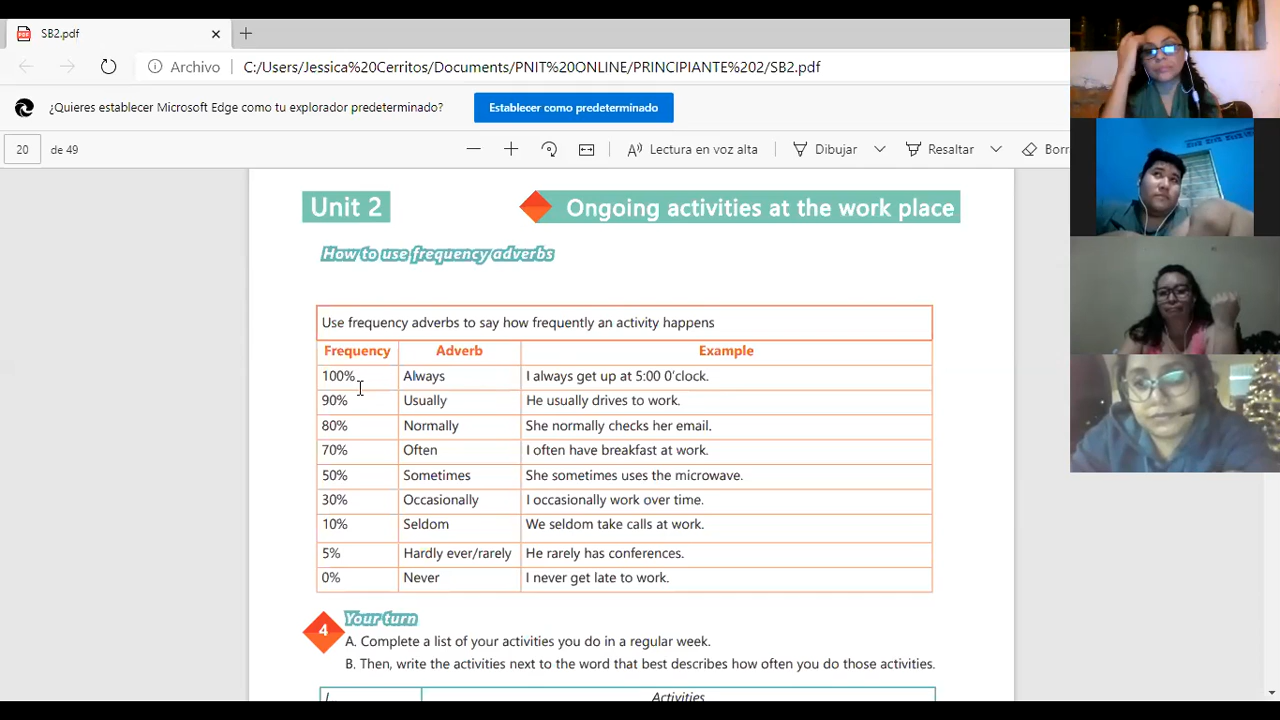 SB2.pdf
Archivo C:/Users/Jessica%20Cerritos/Documents/PNIT%20ONLINE/PRINCIPIANTE%202/SB2.pdf
¿Quieres establecer Microsoft Edge como tu explorador predeterminado? Establecer como predeterminado
20 de 49 Lectura en voz alta Dibujar Resaltar Bor
Unit 2 Ongoing activities at the work place
How to use frequency adverbs
Use frequency adverbs to say how frequently an activity happens
Frequency Adverb Example
100% Always I always get up at 5:00 0'clock.
90% Usually He usually drives to work.
80% Normally She normally checks her email.
70% Often I often have breakfast at work.
50% Sometimes She sometimes uses the microwave.
30% Occasionally I occasionally work over time.
10% Seldom We seldom take calls at work.
5% Hardly ever/rarely He rarely has conferences.
0% Never I never get late to work.
4 Your turn
A. Complete a list of your activities you do in a regular week.
B. Then, write the activities next to the word that best describes how often you do those activities.
I Activities